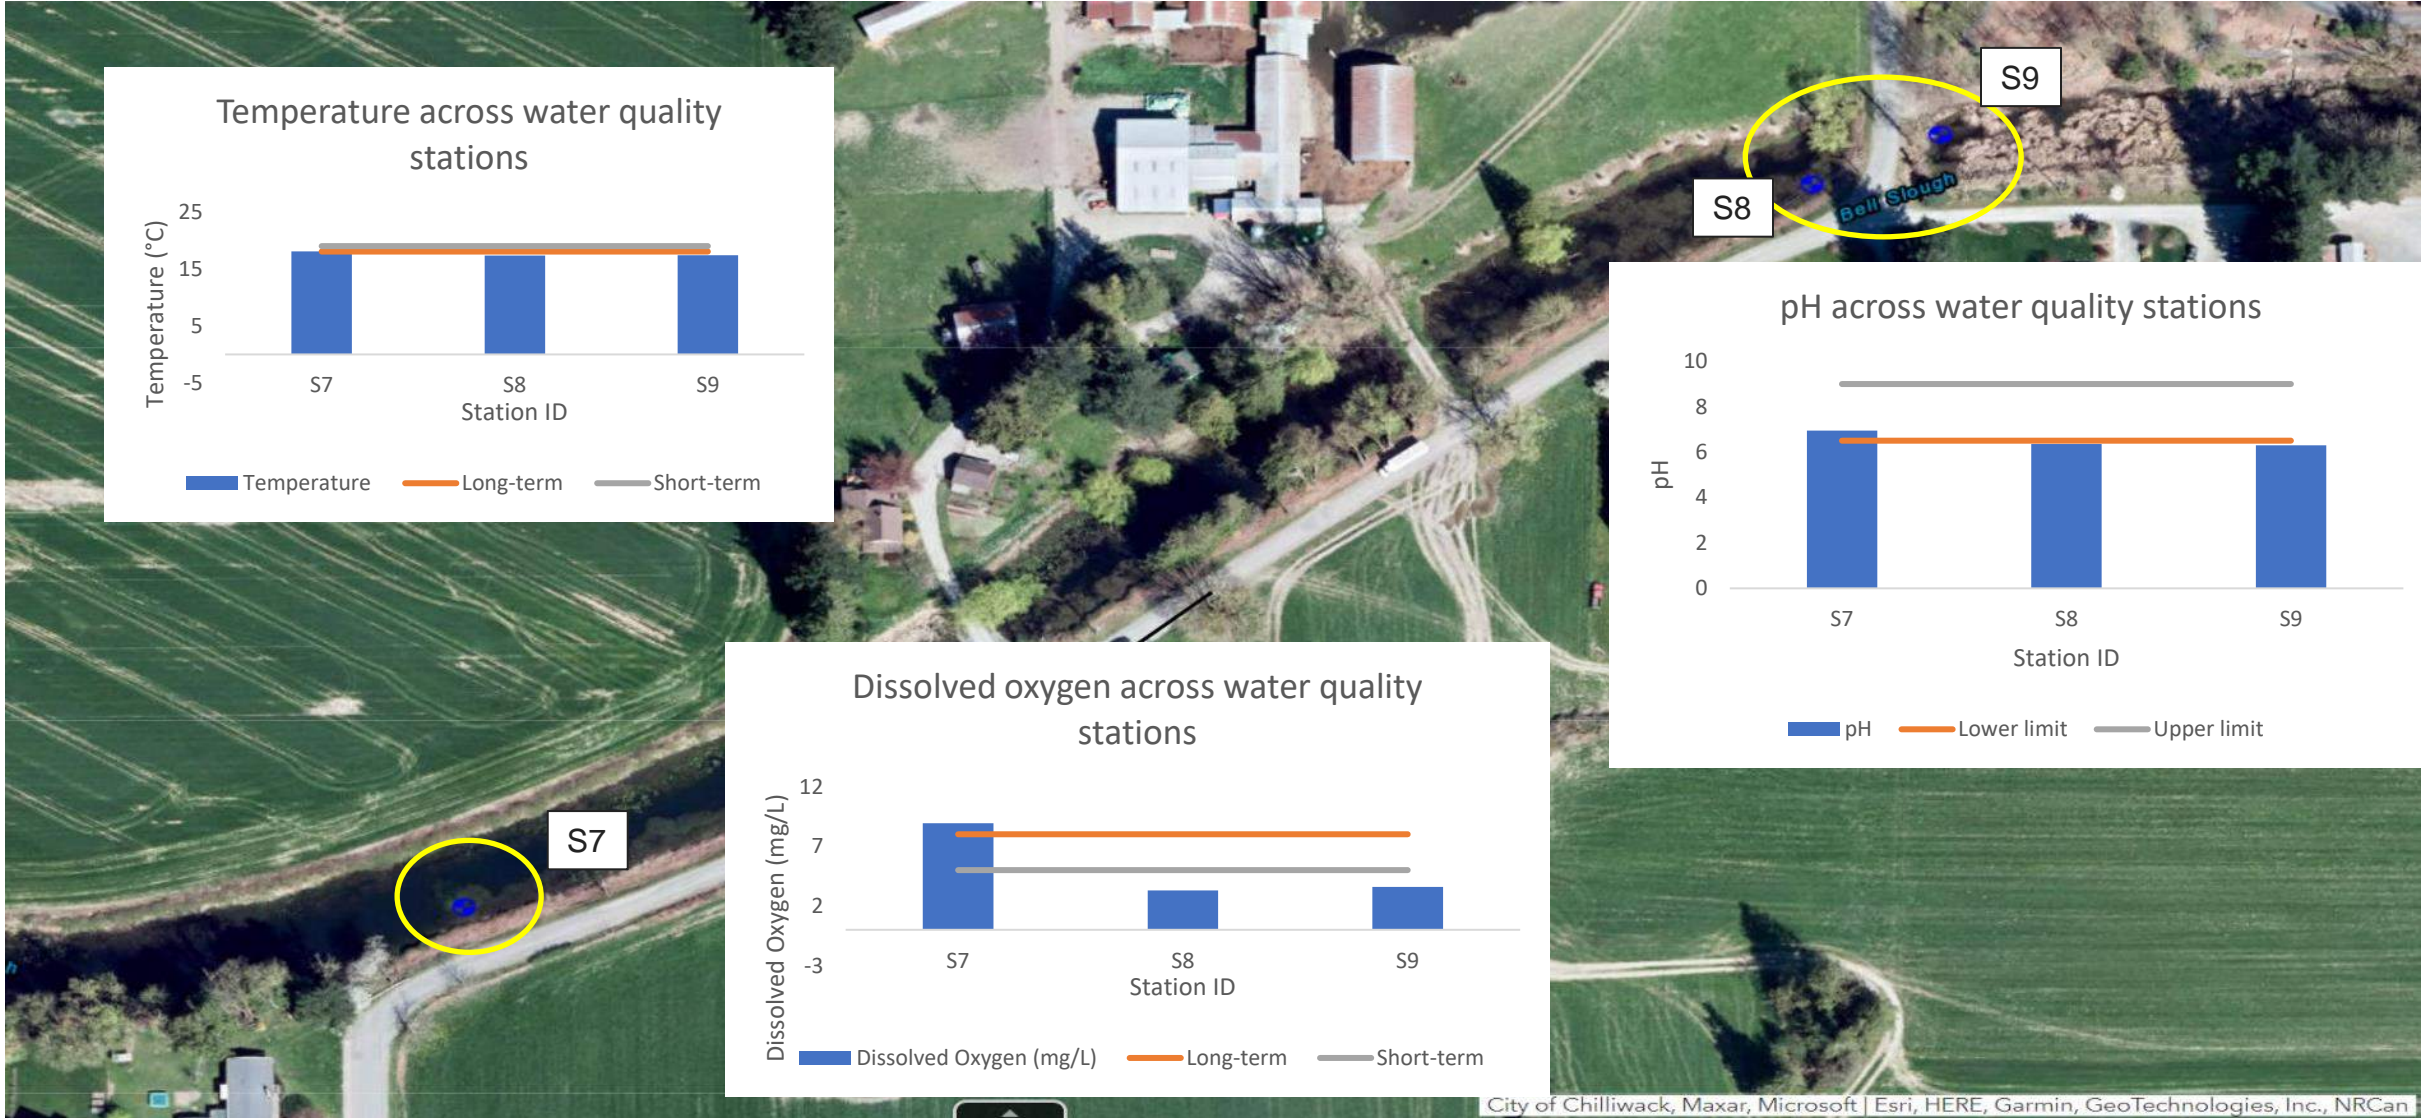 Temperature across water quality
stations
25
15
5
-5
Temperature (°C)
S7 S8 S9
Station ID
Temperature Long-term Short-term
S9
S8
Bell Slough
pH across water quality stations
10
8
6
4
2
0
pH
S7 S8 S9
Station ID
pH Lower limit Upper limit
S7
Dissolved oxygen across water quality
stations
12
7
2
-3
Dissolved Oxygen (mg/L)
S7 S8 S9
Station ID
Dissolved Oxygen (mg/L) Long-term Short-term
City of Chilliwack, Maxar, Microsoft | Esri, HERE, Garmin, GeoTechnologies, Inc., NRCan